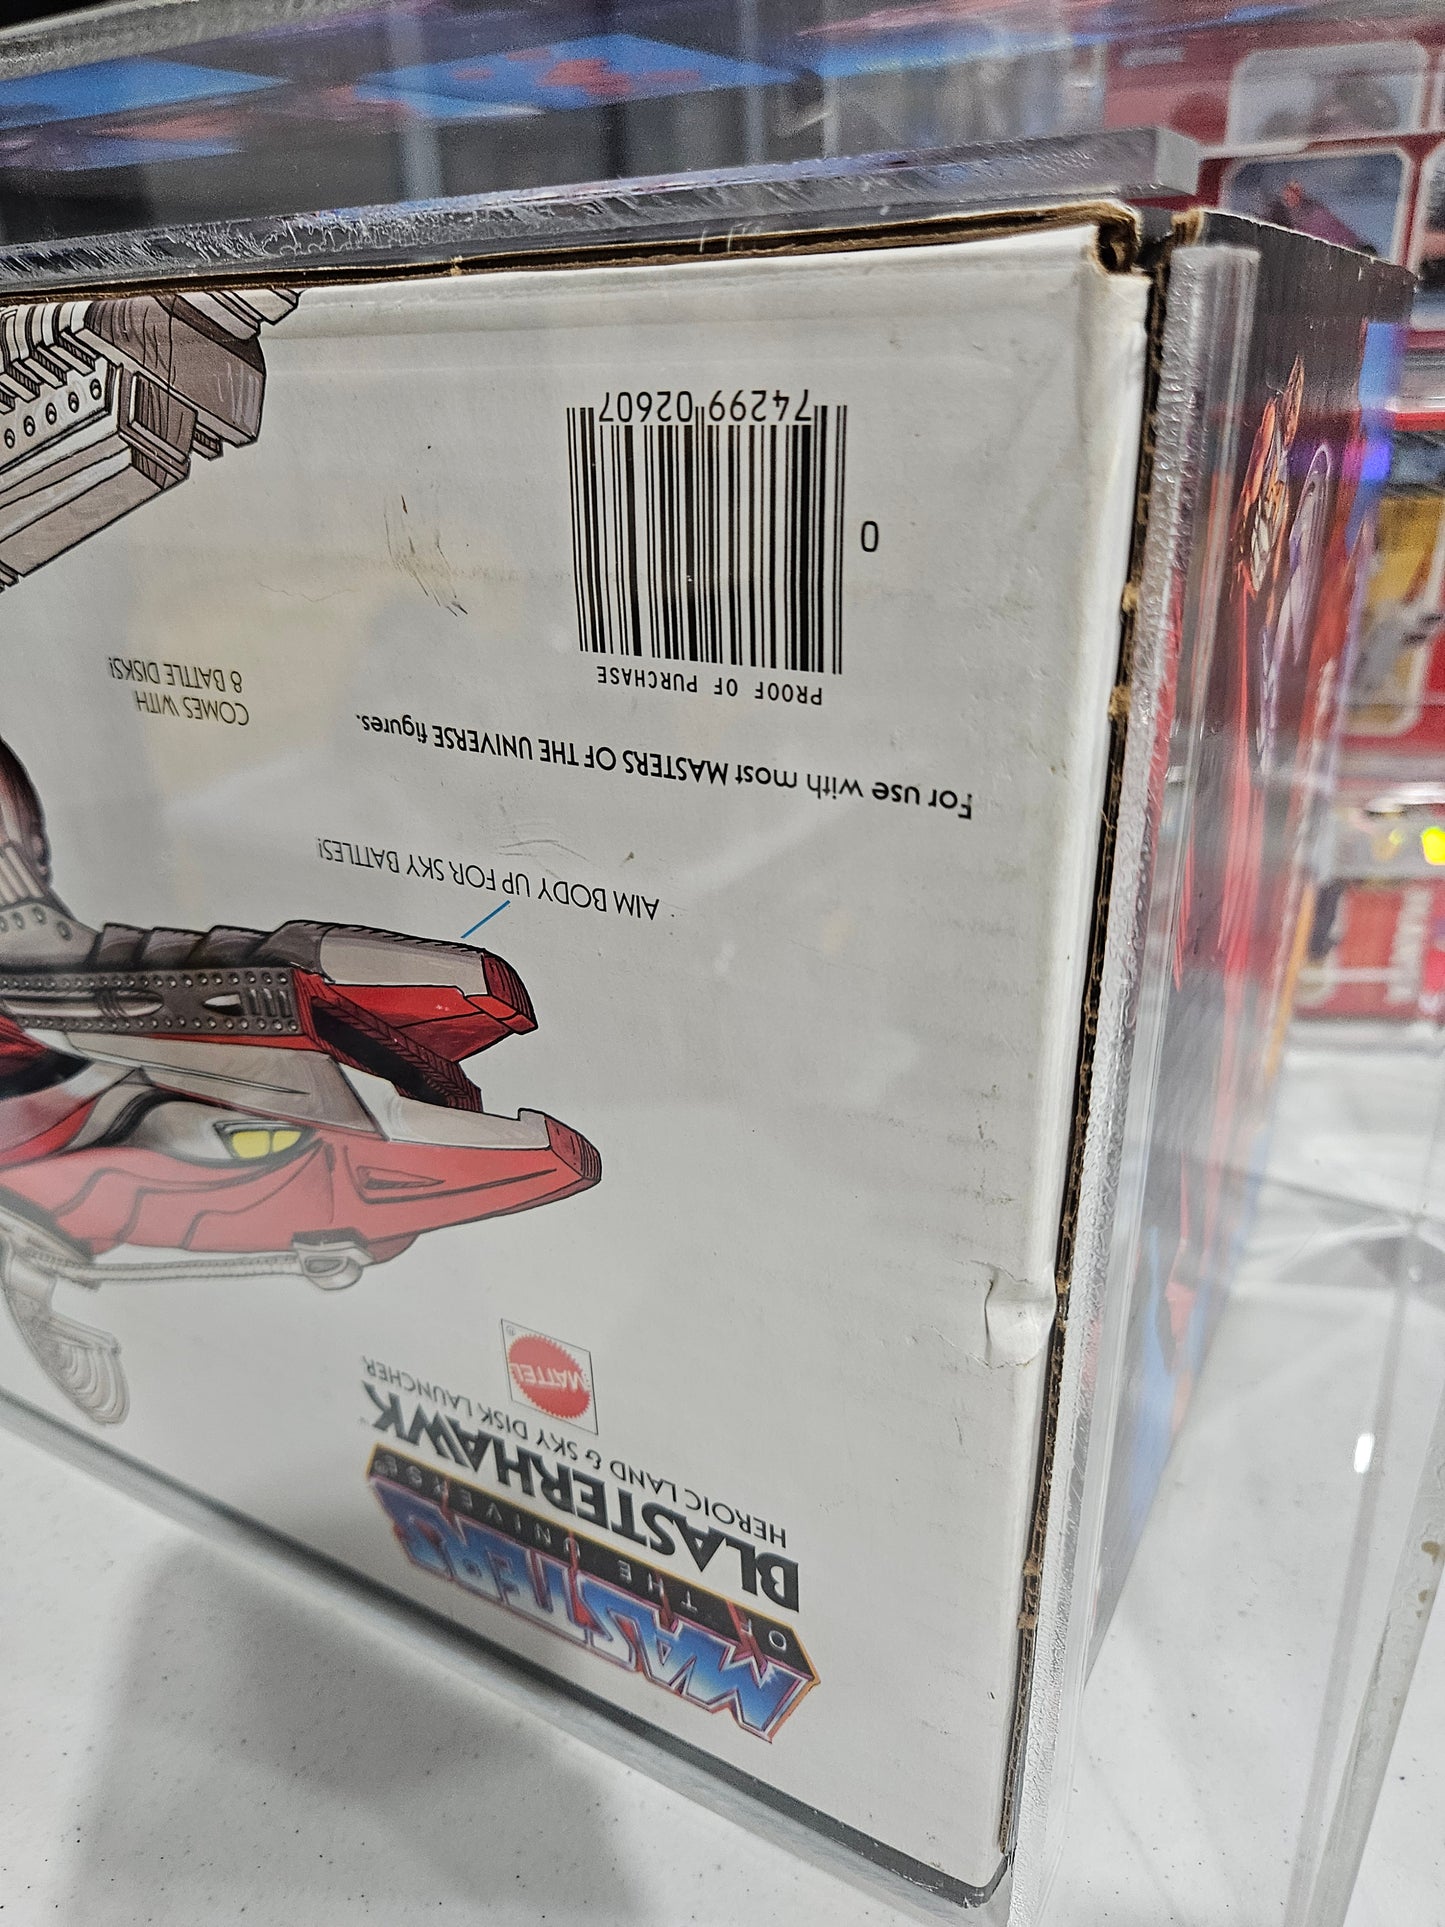 MASTERS
OF THE UNIVERSE®
BLASTERHAWK™
HEROIC LAND & SKY DISK LAUNCHER
MATTEL
®
AIM BODY UP FOR SKY BATTLES!
For use with most MASTERS OF THE UNIVERSE figures.
COMES WITH
8 BATTLE DISKS!
PROOF OF PURCHASE
0
74299 02607